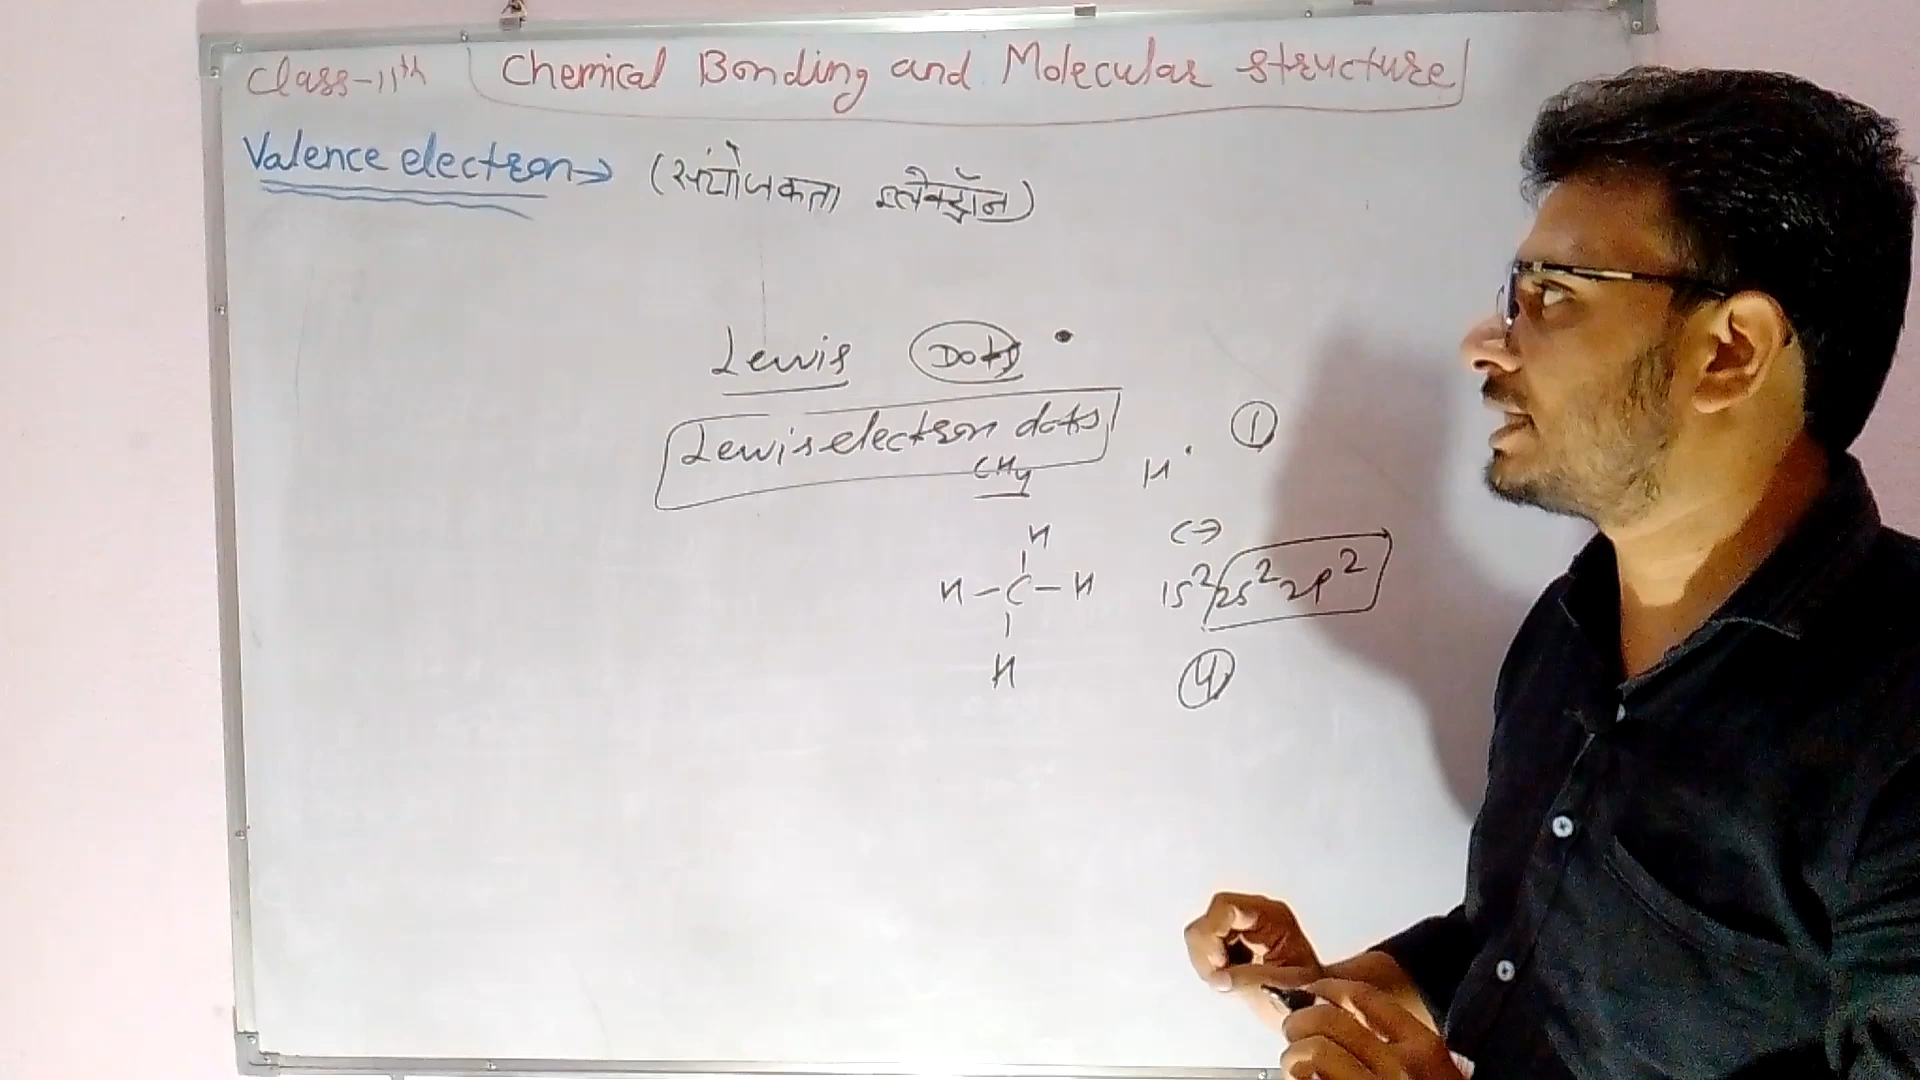 Class-11th Chemical Bonding and Molecular structure
Valence electron→ (संयोजकता इलेक्ट्रॉन)
Lewis Dots •
Lewis electron dots
CH4
H· ①
H
C→
H-C-H
1s² 2s² 2p²
H
④